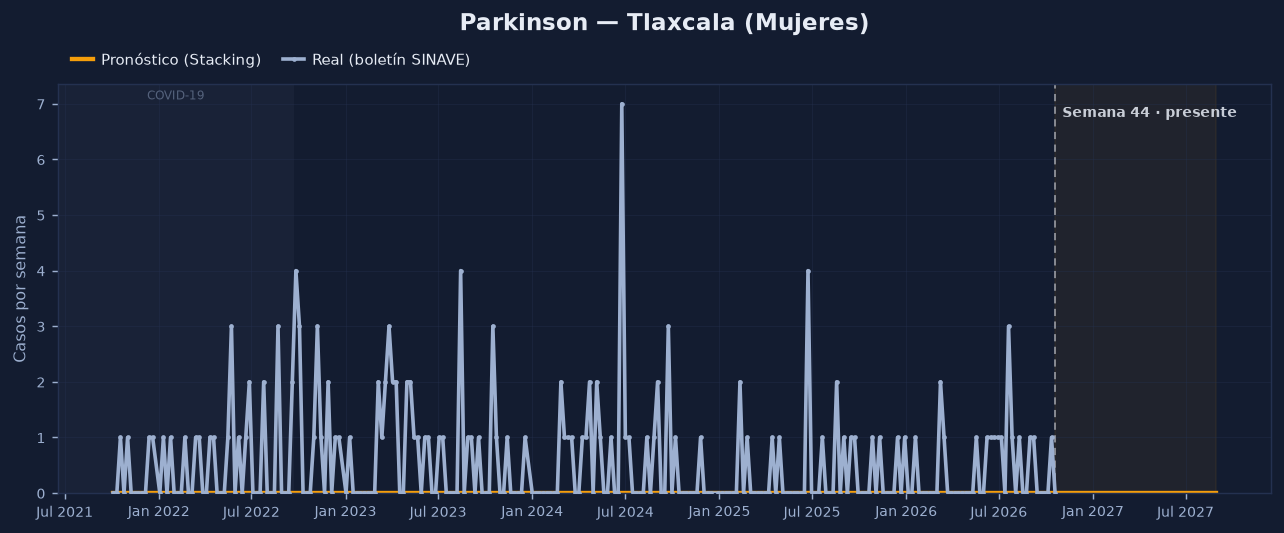 Parkinson — Tlaxcala (Mujeres)
Pronóstico (Stacking)
Real (boletín SINAVE)
COVID-19
Semana 44 · presente
Casos por semana
7
6
5
4
3
2
1
0
Jul 2021
Jan 2022
Jul 2022
Jan 2023
Jul 2023
Jan 2024
Jul 2024
Jan 2025
Jul 2025
Jan 2026
Jul 2026
Jan 2027
Jul 2027